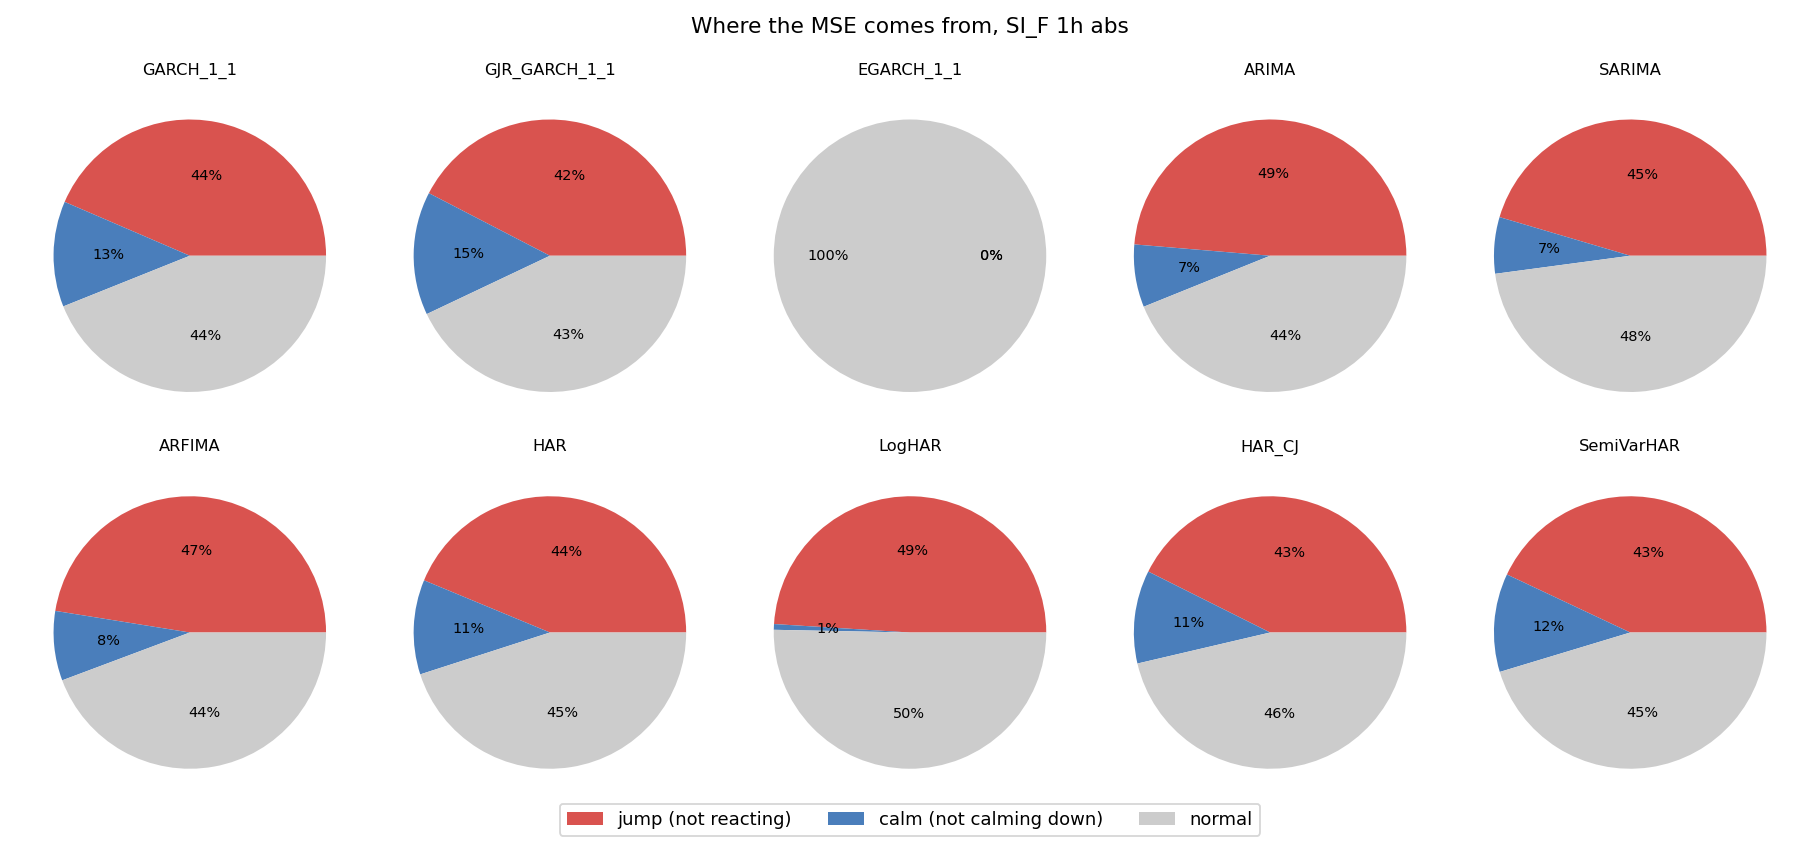 Where the MSE comes from, SI_F 1h abs
GARCH_1_1
GJR_GARCH_1_1
EGARCH_1_1
ARIMA
SARIMA
44%
13%
44%
42%
15%
43%
100%
0%
49%
7%
44%
45%
7%
48%
ARFIMA
HAR
LogHAR
HAR_CJ
SemiVarHAR
47%
8%
44%
44%
11%
45%
49%
1%
50%
43%
11%
46%
43%
12%
45%
jump (not reacting)
calm (not calming down)
normal